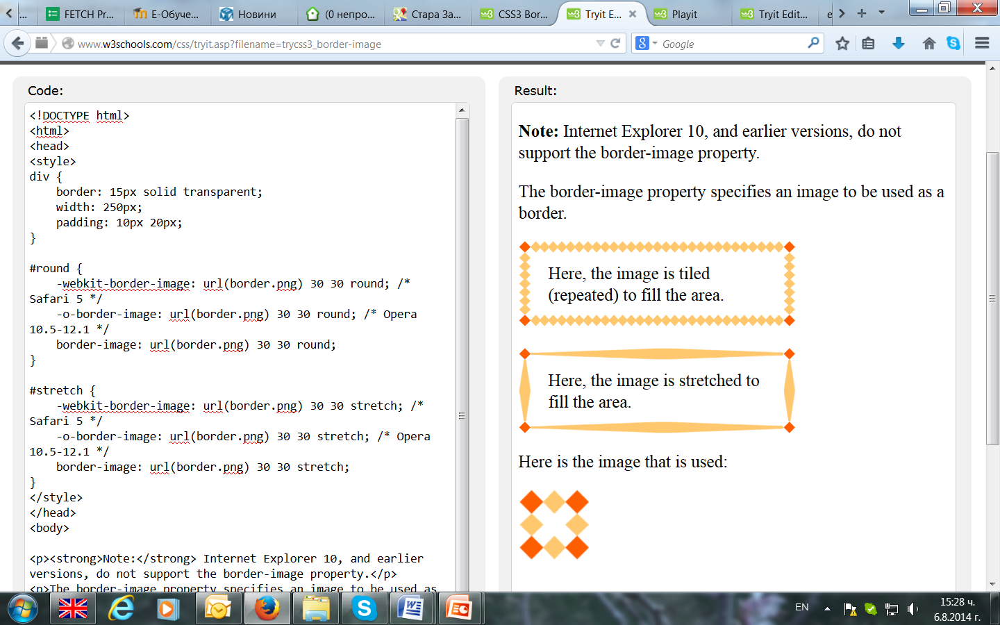 ...
FETCH Pr...
Е-Обуче...
Новини
(0 непро...
Стара За...
CSS3 Bor...
Tryit E...
Playit
Tryit Edit...
e
www.w3schools.com/css/tryit.asp?filename=trycss3_border-image
Google
Code:
<!DOCTYPE html>
<html>
<head>
<style>
div {
    border: 15px solid transparent;
    width: 250px;
    padding: 10px 20px;
}

#round {
    -webkit-border-image: url(border.png) 30 30 round; /*
Safari 5 */
    -o-border-image: url(border.png) 30 30 round; /* Opera
10.5-12.1 */
    border-image: url(border.png) 30 30 round;
}

#stretch {
    -webkit-border-image: url(border.png) 30 30 stretch; /*
Safari 5 */
    -o-border-image: url(border.png) 30 30 stretch; /* Opera
10.5-12.1 */
    border-image: url(border.png) 30 30 stretch;
}
</style>
</head>
<body>

<p><strong>Note:</strong> Internet Explorer 10, and earlier
versions, do not support the border-image property.</p>
<p>The border-image property specifies an image to be used as
Result:
Note: Internet Explorer 10, and earlier versions, do not
support the border-image property.
The border-image property specifies an image to be used as a
border.
Here, the image is tiled
(repeated) to fill the area.
Here, the image is stretched to
fill the area.
Here is the image that is used:
EN
15:28 ч.
6.8.2014 г.